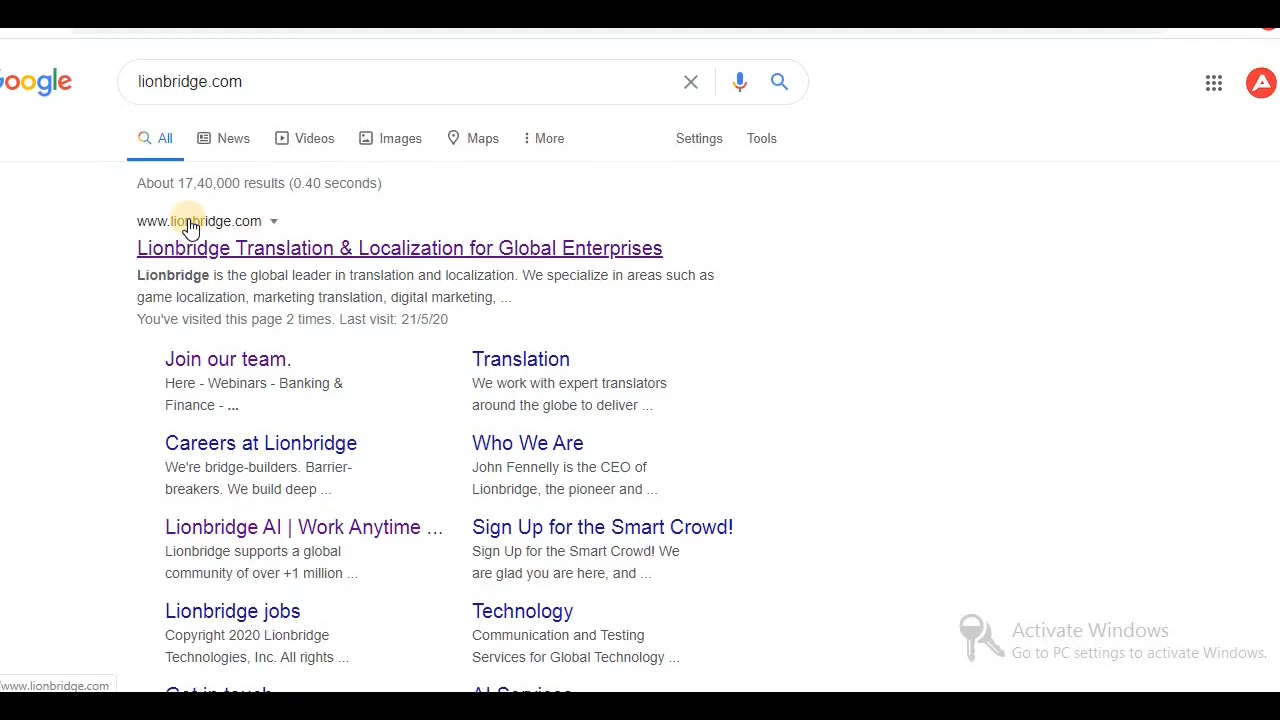 Google
lionbridge.com
All News Videos Images Maps More Settings Tools
About 17,40,000 results (0.40 seconds)
www.lionbridge.com
Lionbridge Translation & Localization for Global Enterprises
Lionbridge is the global leader in translation and localization. We specialize in areas such as
game localization, marketing translation, digital marketing, ...
You've visited this page 2 times. Last visit: 21/5/20
Join our team.
Here - Webinars - Banking &
Finance - ...
Translation
We work with expert translators
around the globe to deliver ...
Careers at Lionbridge
We're bridge-builders. Barrier-
breakers. We build deep ...
Who We Are
John Fennelly is the CEO of
Lionbridge, the pioneer and ...
Lionbridge AI | Work Anytime ...
Lionbridge supports a global
community of over +1 million ...
Sign Up for the Smart Crowd!
Sign Up for the Smart Crowd! We
are glad you are here, and ...
Lionbridge jobs
Copyright 2020 Lionbridge
Technologies, Inc. All rights ...
Technology
Communication and Testing
Services for Global Technology ...
Get in touch
AI Services
Activate Windows
Go to PC settings to activate Windows.
/www.lionbridge.com